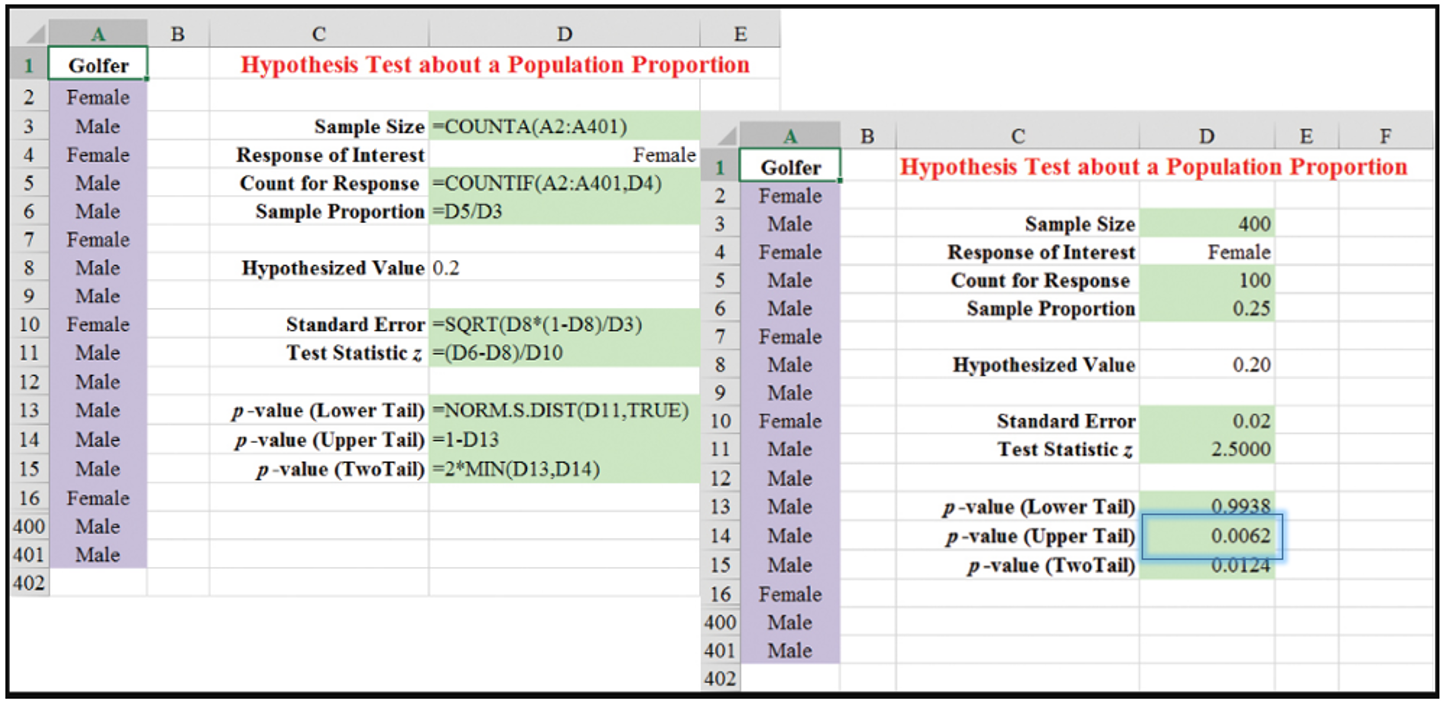 A B C D E
1 Golfer Hypothesis Test about a Population Proportion
2 Female
3 Male Sample Size =COUNTA(A2:A401)
4 Female Response of Interest Female
5 Male Count for Response =COUNTIF(A2:A401,D4)
6 Male Sample Proportion =D5/D3
7 Female
8 Male Hypothesized Value 0.2
9 Male
10 Female Standard Error =SQRT(D8*(1-D8)/D3)
11 Male Test Statistic z =(D6-D8)/D10
12 Male
13 Male p-value (Lower Tail) =NORM.S.DIST(D11,TRUE)
14 Male p-value (Upper Tail) =1-D13
15 Male p-value (TwoTail) =2*MIN(D13,D14)
16 Female
400 Male
401 Male
402
A B C D E F
1 Golfer Hypothesis Test about a Population Proportion
2 Female
3 Male Sample Size 400
4 Female Response of Interest Female
5 Male Count for Response 100
6 Male Sample Proportion 0.25
7 Female
8 Male Hypothesized Value 0.20
9 Male
10 Female Standard Error 0.02
11 Male Test Statistic z 2.5000
12 Male
13 Male p-value (Lower Tail) 0.9938
14 Male p-value (Upper Tail) 0.0062
15 Male p-value (TwoTail) 0.0124
16 Female
400 Male
401 Male
402